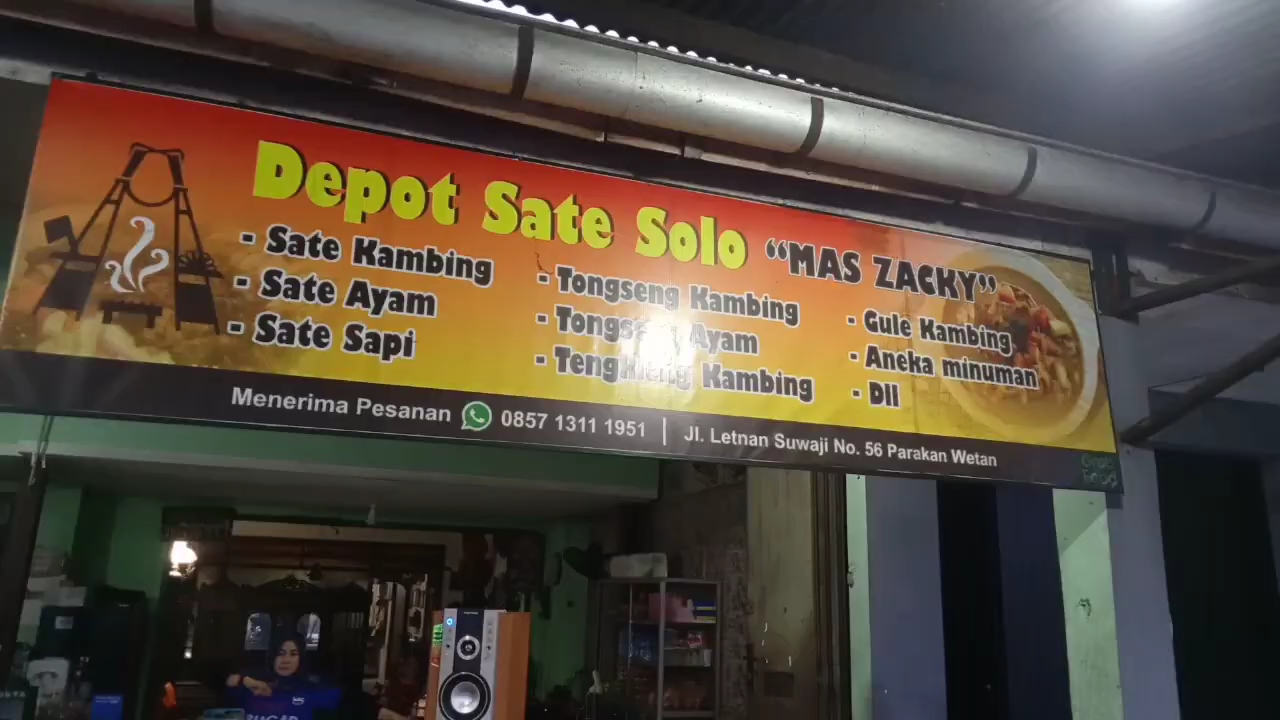 Depot Sate Solo "MAS ZACKY"
- Sate Kambing
- Sate Ayam
- Sate Sapi
- Tongseng Kambing
- Tongseng Ayam
- Tengkleng Kambing
- Gule Kambing
- Aneka minuman
- Dll
Menerima Pesanan 0857 1311 1951 | Jl. Letnan Suwaji No. 56 Parakan Wetan